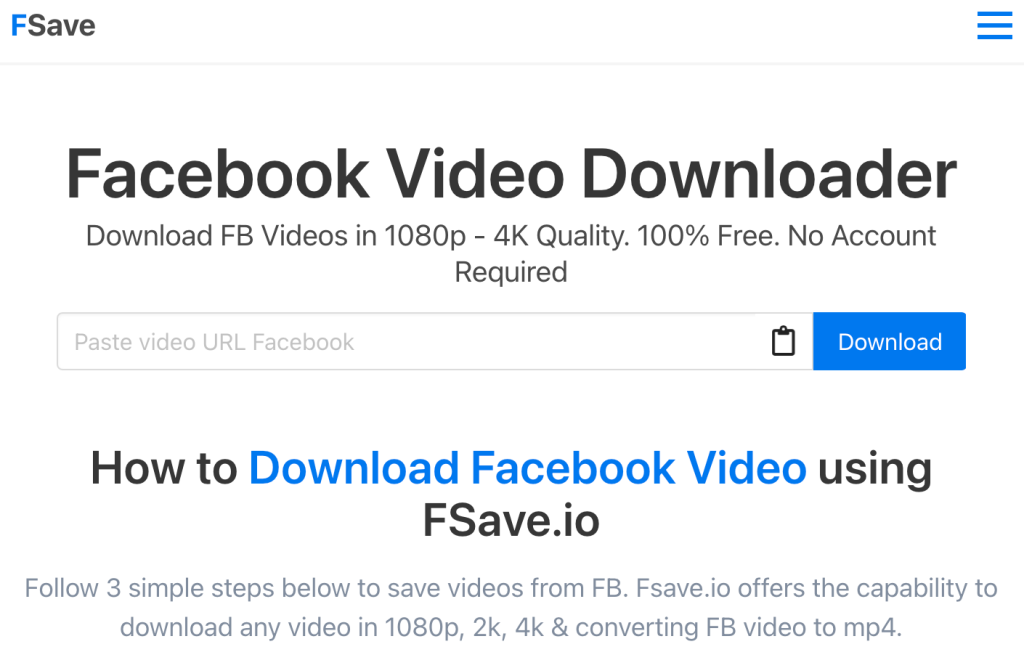 FSave
Facebook Video Downloader
Download FB Videos in 1080p - 4K Quality. 100% Free. No Account
Required
Paste video URL Facebook
Download
How to Download Facebook Video using
FSave.io
Follow 3 simple steps below to save videos from FB. Fsave.io offers the capability to
download any video in 1080p, 2k, 4k & converting FB video to mp4.